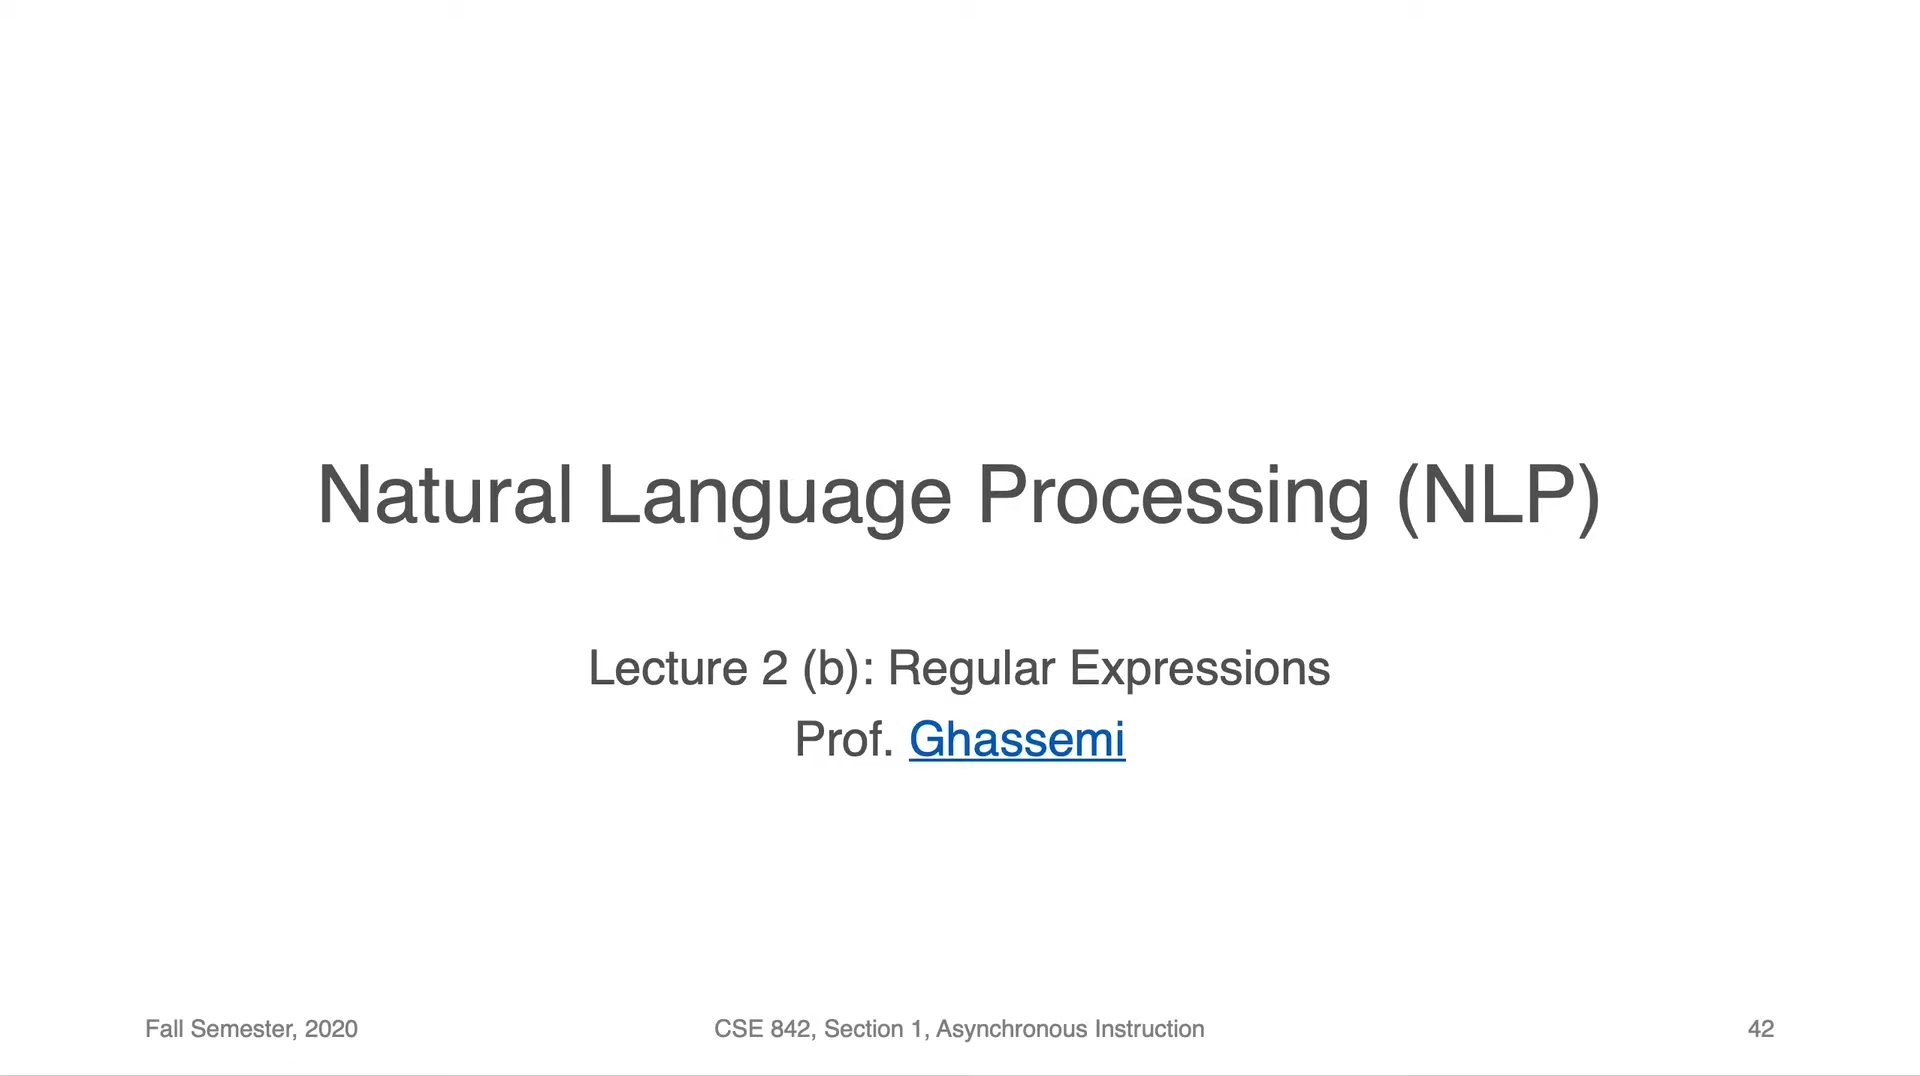 Natural Language Processing (NLP)
Lecture 2 (b): Regular Expressions
Prof. Ghassemi
Fall Semester, 2020
CSE 842, Section 1, Asynchronous Instruction
42